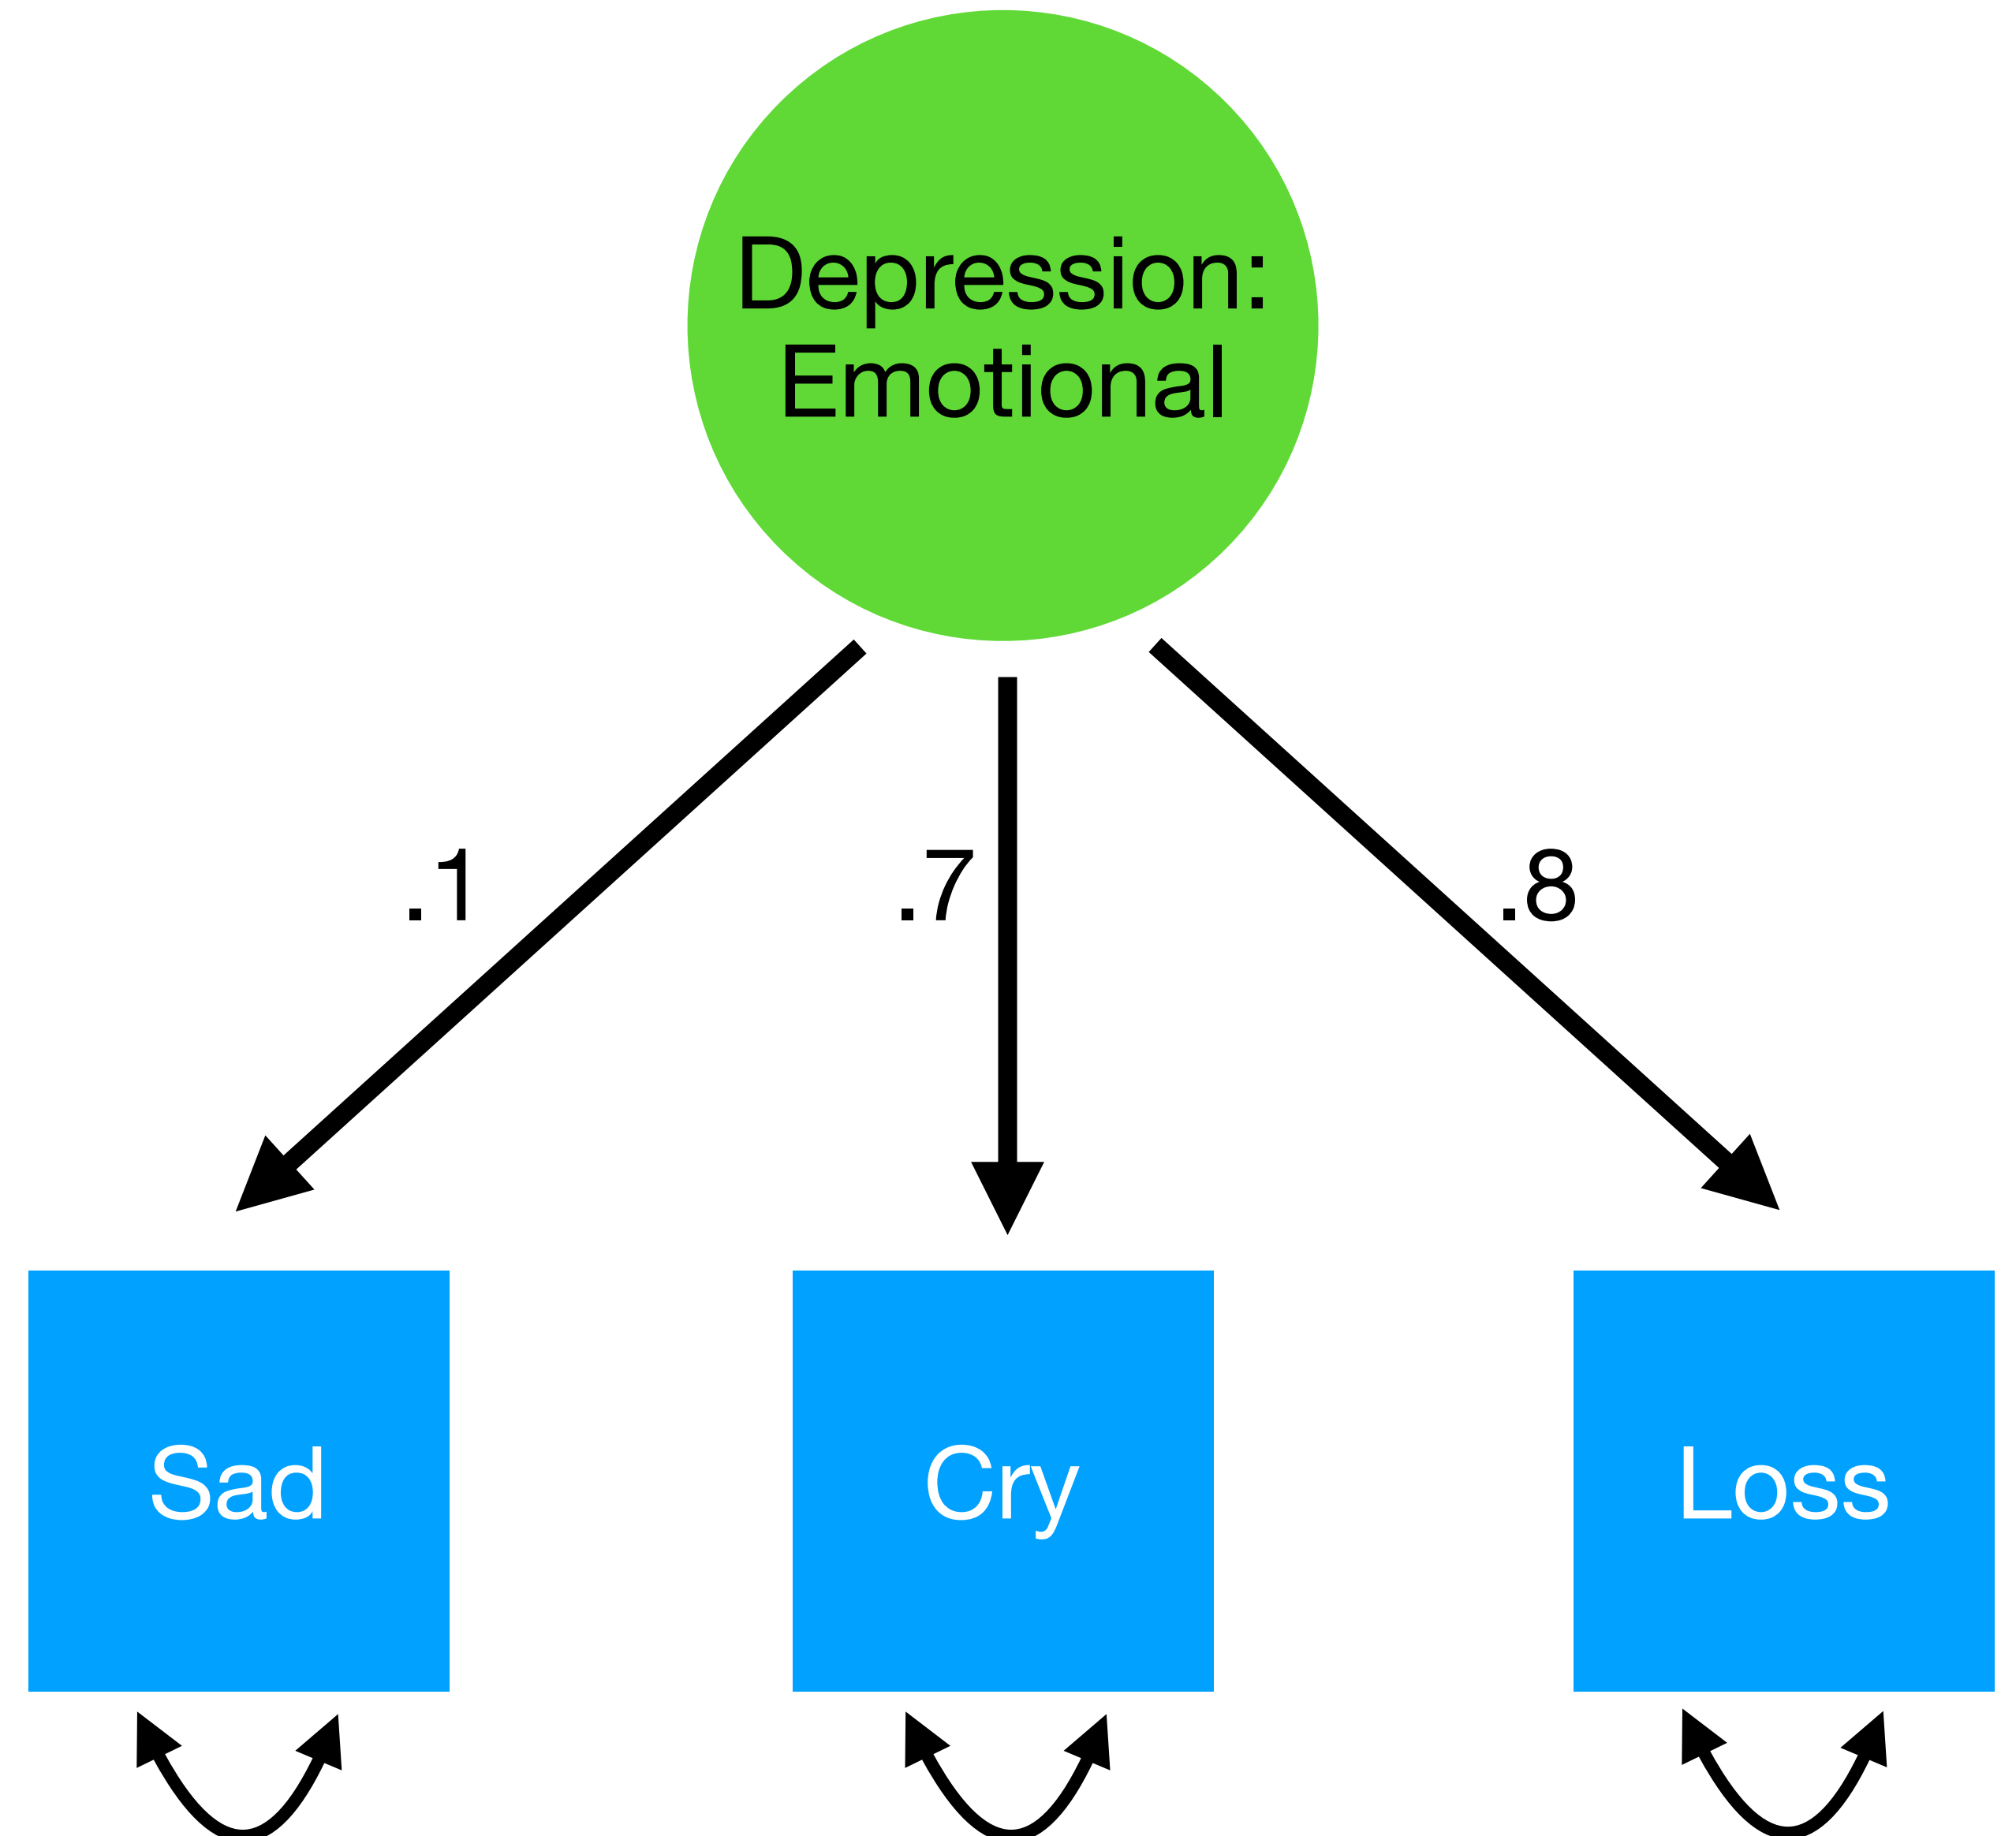 Depression:
Emotional
.1
.7
.8
Sad
Cry
Loss